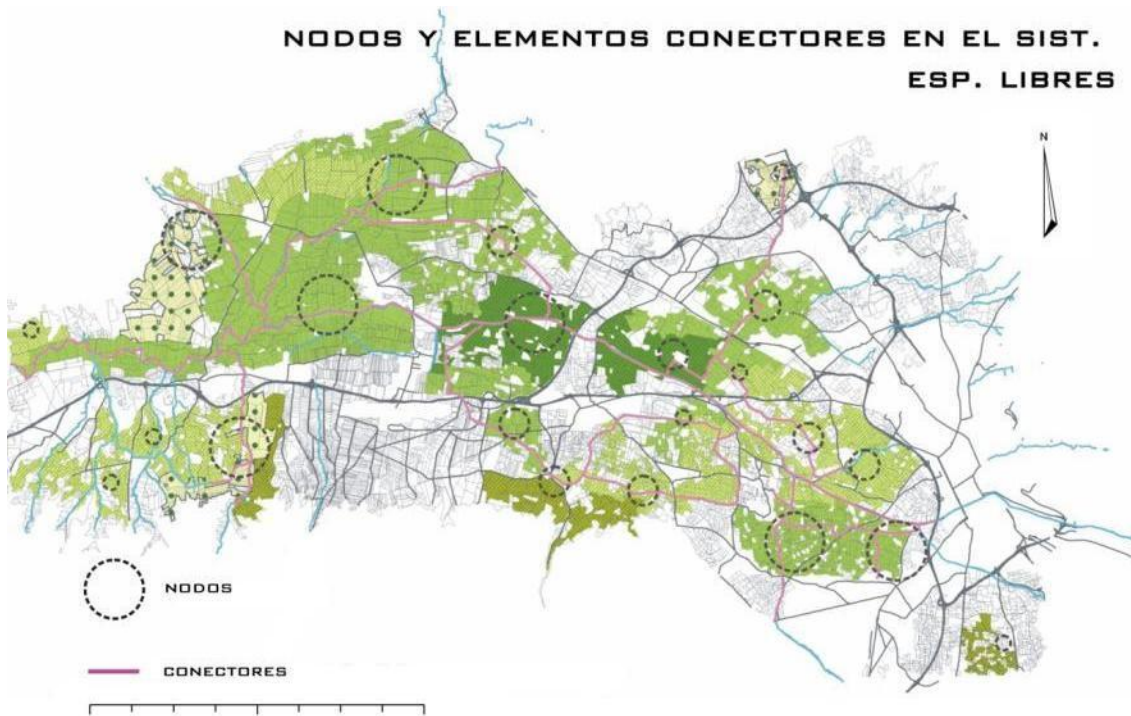 NODOS Y ELEMENTOS CONECTORES EN EL SIST.
ESP. LIBRES
N
NODOS
CONECTORES